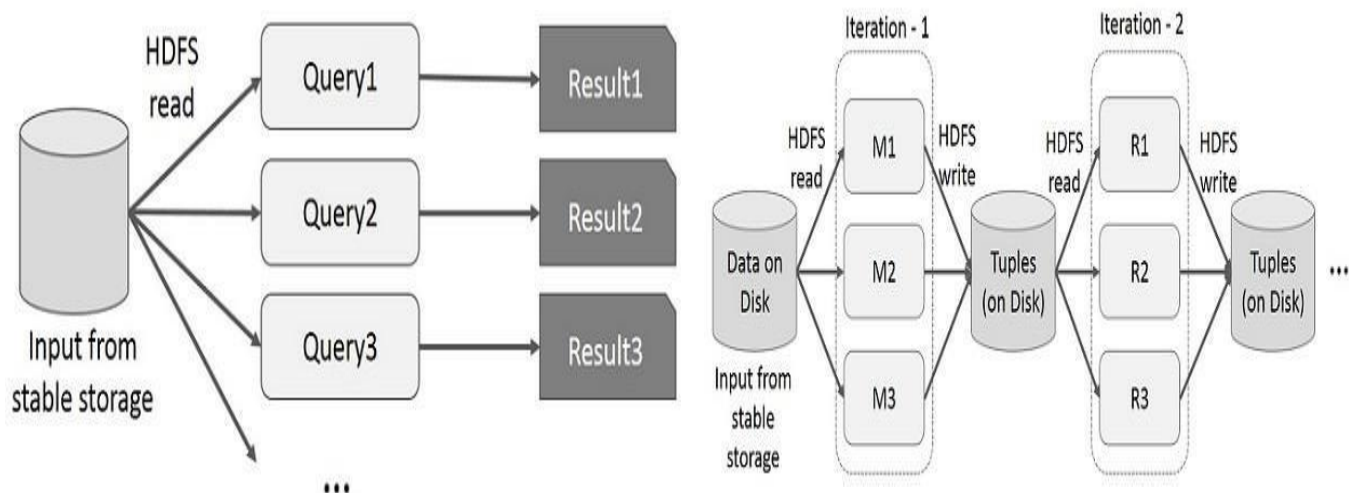 HDFS
read
Query1
Result1
Query2
Result2
Query3
Result3
Input from
stable storage
...
Iteration - 1
Iteration - 2
HDFS
read
M1
HDFS
write
HDFS
read
R1
HDFS
write
Data on
Disk
M2
Tuples
(on Disk)
R2
Tuples
(on Disk)
...
Input from
stable
storage
M3
R3